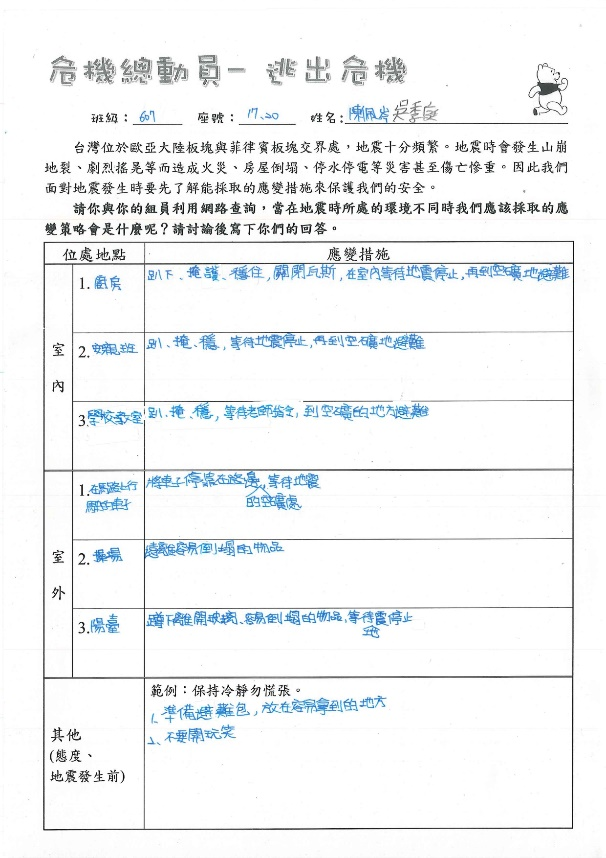 危機總動員－逃出危機
班級：607 座號：17.20 姓名：陳
台灣位於歐亞大陸板塊與菲律賓板塊交界處，地震十分頻繁。地震時會發生山崩
地裂、劇烈搖晃等而造成火災、房屋倒塌、停水停電等災害甚至傷亡慘重。因此我們
面對地震發生時要先了解能採取的應變措施來保護我們的安全。
請你與你的組員利用網路查詢，當在地震時所處的環境不同時我們應該採取的應
變策略會是什麼呢？請討論後寫下你們的回答。
位處地點 應變措施
室內
1.廚房 趴下、掩護、穩住，關閉瓦斯，在室內等待地震停止，再到空礦地避難
2.安親班 趴、掩、穩，等待地震停止，再到空礦地避難
3.學校教室 趴、掩、穩，等待老師指令，到空礦的地方避難
室外
1.在馬路上行 將車子停靠在路邊，等待地震
駛的車子 的空曠處
2.操場 遠離容易倒塌的物品
3.陽臺 蹲下離開玻璃、容易倒塌的物品，等待震停止
地
其他
(態度、
地震發生前)
範例：保持冷靜勿慌張。
1、準備避難包，放在容易拿到的地方
2、不要開玩笑